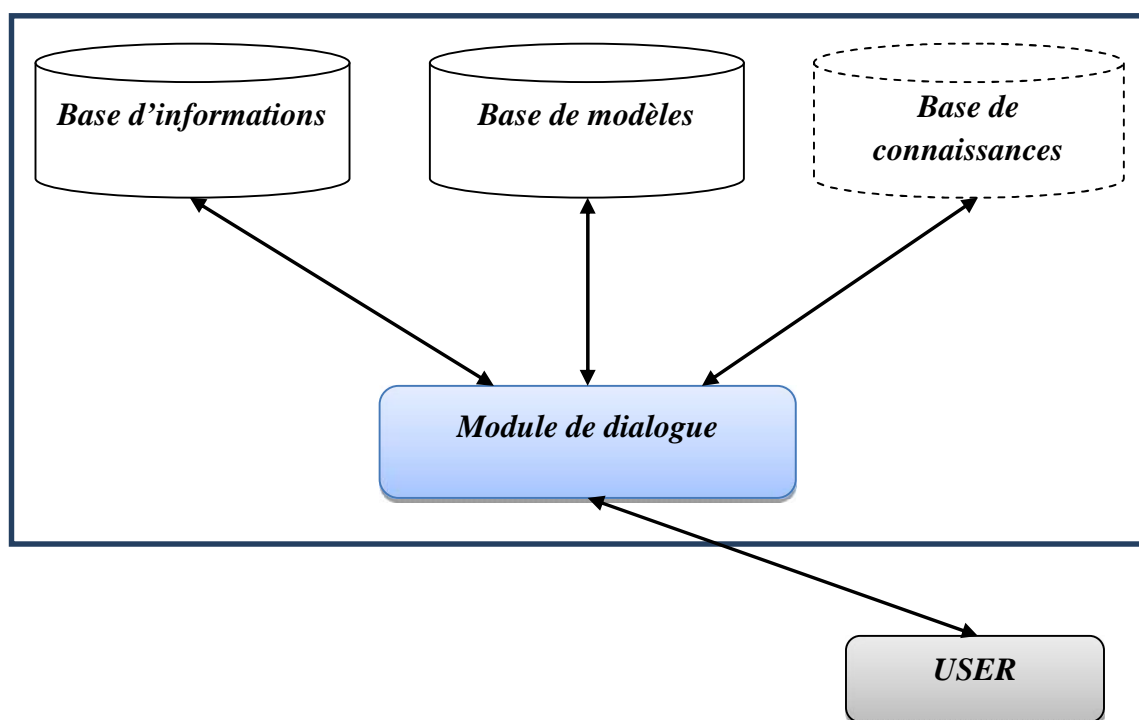 Base d’informations
Base de modèles
Base de
connaissances
Module de dialogue
USER